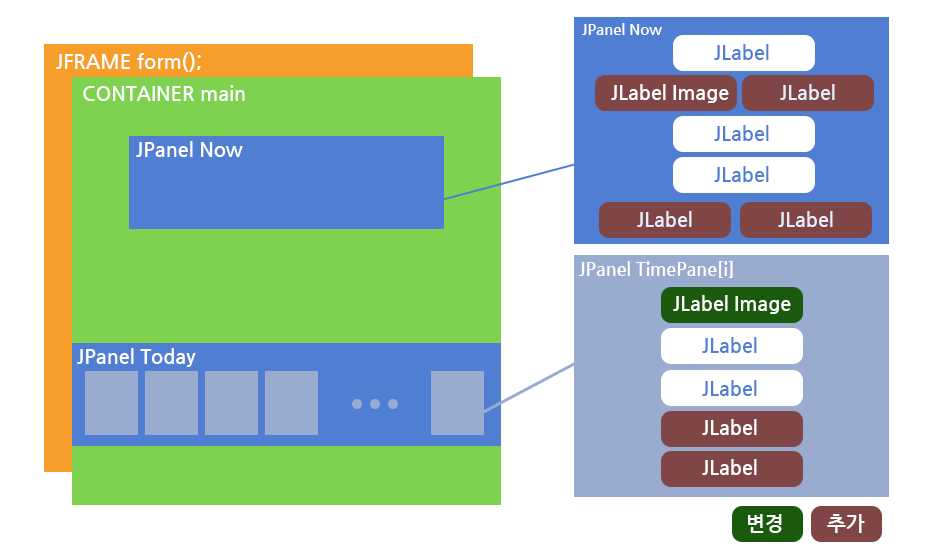 JFRAME form();
CONTAINER main
JPanel Now
JPanel Today
JPanel Now
JLabel
JLabel Image JLabel
JLabel
JLabel
JLabel JLabel
JPanel TimePane[i]
JLabel Image
JLabel
JLabel
JLabel
JLabel
변경 추가